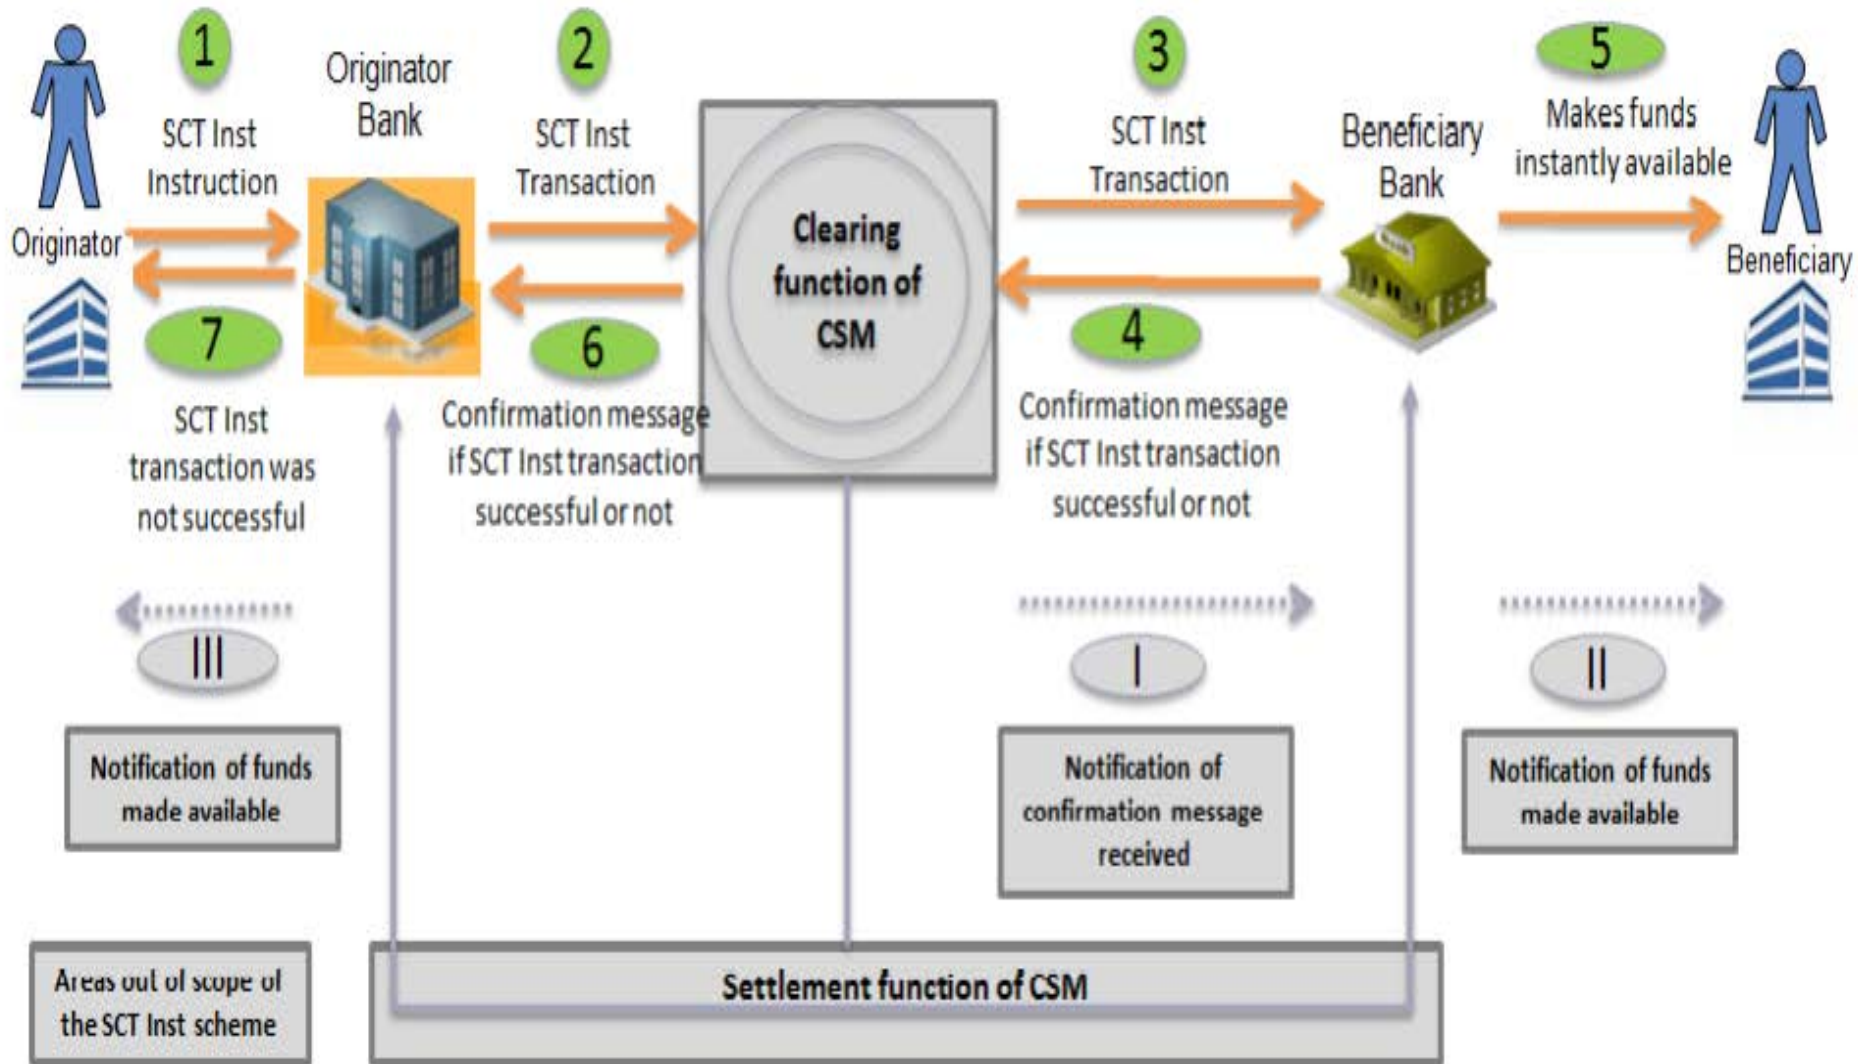 1
SCT Inst
Instruction
Originator
Bank
2
SCT Inst
Transaction
3
SCT Inst
Transaction
Beneficiary
Bank
5
Makes funds
instantly available
Originator
Beneficiary
Clearing
function of
CSM
7
SCT Inst
transaction was
not successful
6
Confirmation message
if SCT Inst transaction
successful or not
4
Confirmation message
if SCT Inst transaction
successful or not
III
Notification of funds
made available
I
Notification of
confirmation message
received
II
Notification of funds
made available
Areas out of scope of
the SCT Inst scheme
Settlement function of CSM